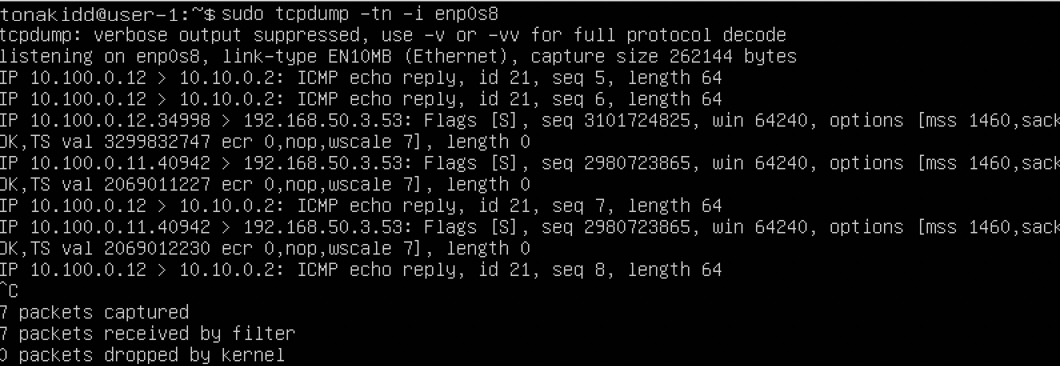 tonakidd@user-1:~$ sudo tcpdump -tn -i enp0s8
tcpdump: verbose output suppressed, use -v or -vv for full protocol decode
listening on enp0s8, link-type EN10MB (Ethernet), capture size 262144 bytes
IP 10.100.0.12 > 10.10.0.2: ICMP echo reply, id 21, seq 5, length 64
IP 10.100.0.12 > 10.10.0.2: ICMP echo reply, id 21, seq 6, length 64
IP 10.100.0.12.34998 > 192.168.50.3.53: Flags [S], seq 3101724825, win 64240, options [mss 1460,sack
OK,TS val 3299832747 ecr 0,nop,wscale 7], length 0
IP 10.100.0.11.40942 > 192.168.50.3.53: Flags [S], seq 2980723865, win 64240, options [mss 1460,sack
OK,TS val 2069011227 ecr 0,nop,wscale 7], length 0
IP 10.100.0.12 > 10.10.0.2: ICMP echo reply, id 21, seq 7, length 64
IP 10.100.0.11.40942 > 192.168.50.3.53: Flags [S], seq 2980723865, win 64240, options [mss 1460,sack
OK,TS val 2069012230 ecr 0,nop,wscale 7], length 0
IP 10.100.0.12 > 10.10.0.2: ICMP echo reply, id 21, seq 8, length 64
^C
7 packets captured
7 packets received by filter
0 packets dropped by kernel